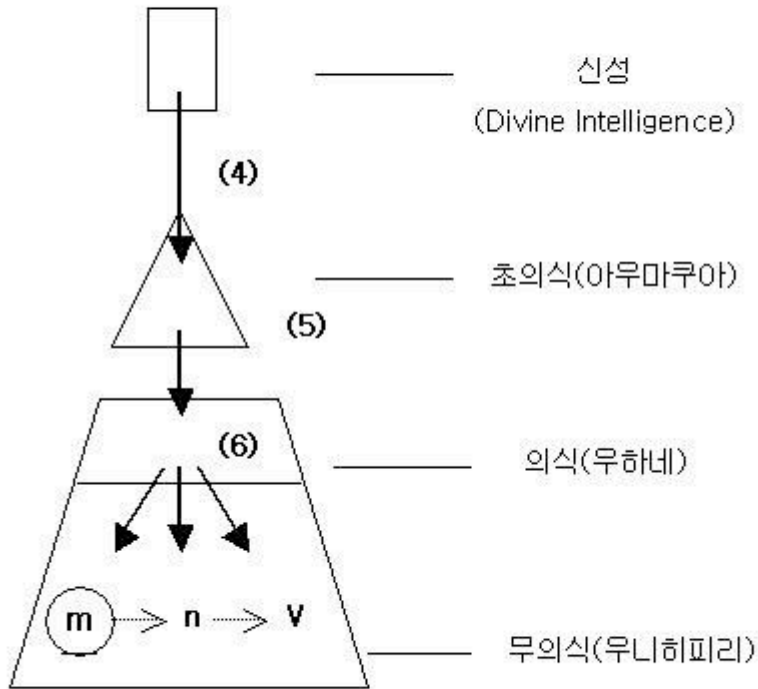 신성
(Divine Intelligence)
(4)
초의식(아우마쿠아)
(5)
(6)
의식(우하네)
m n v
무의식(우니히피리)